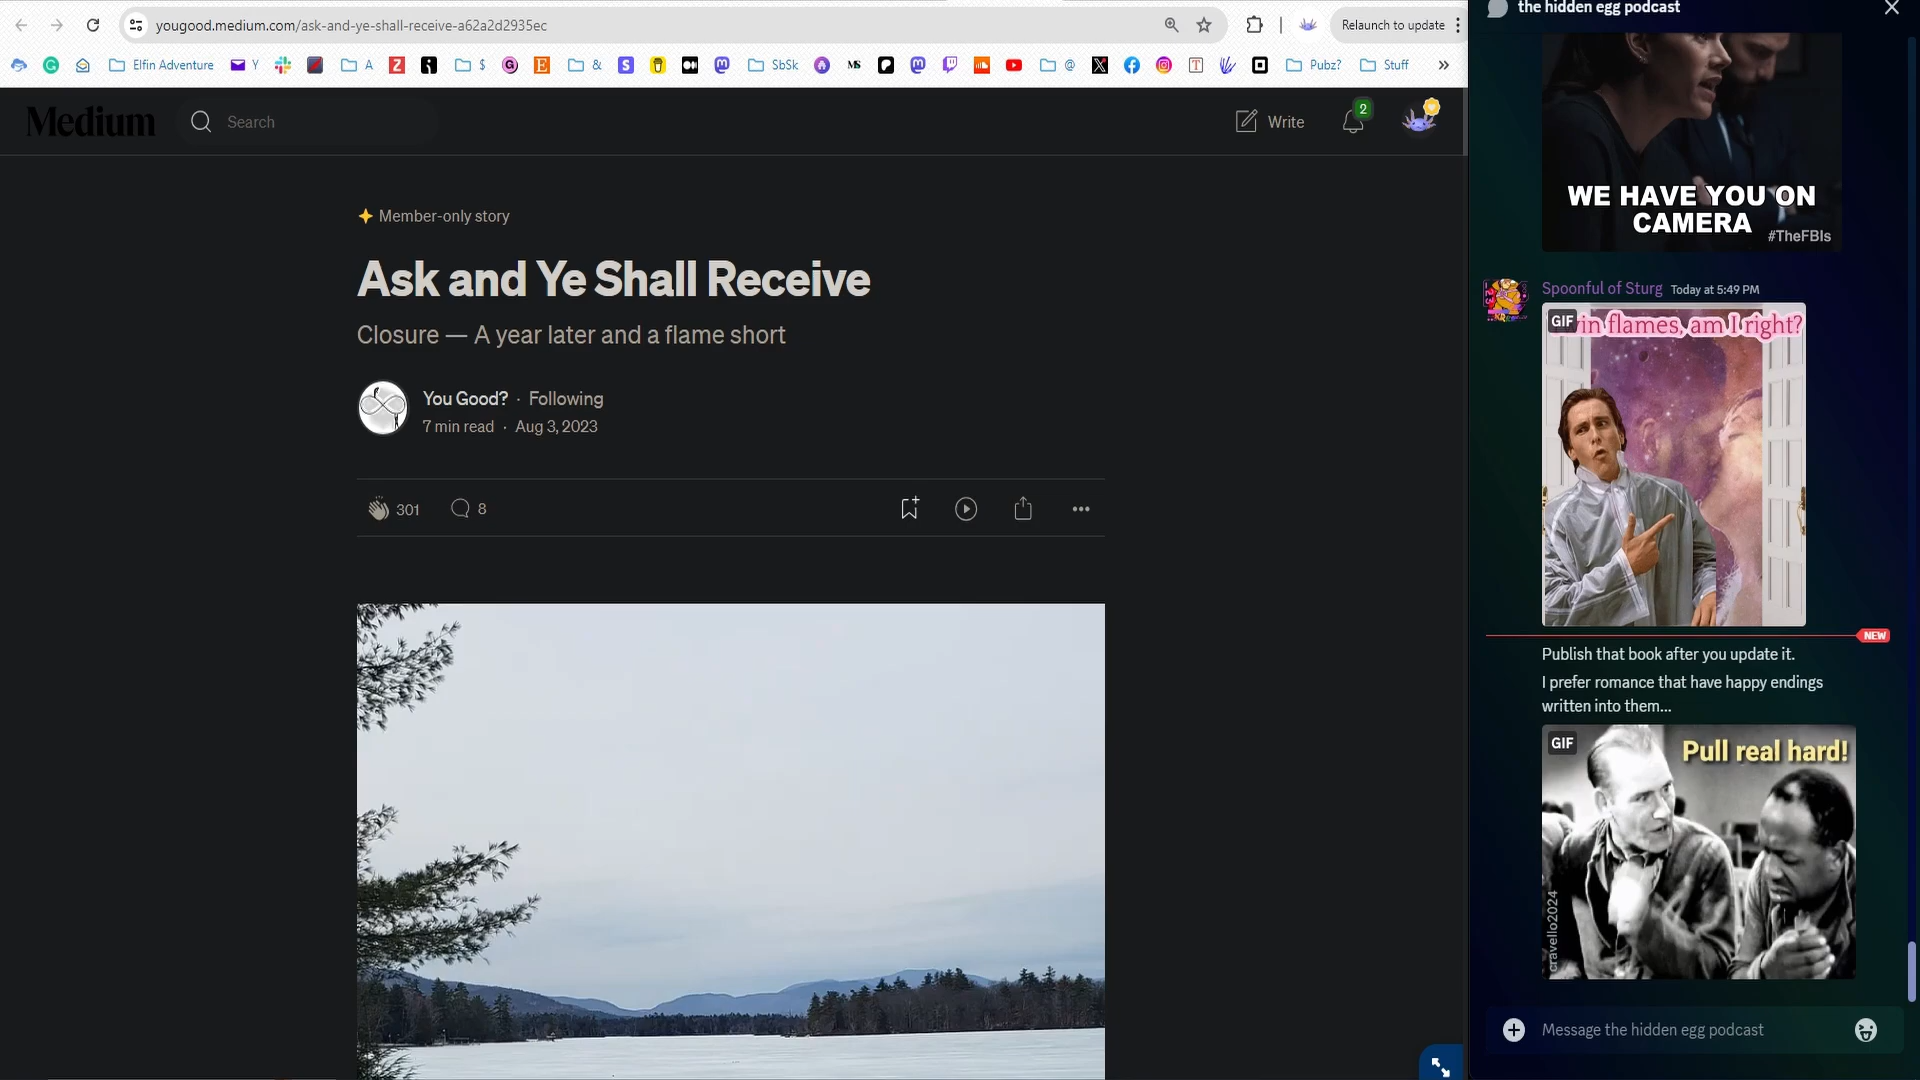 yougood.medium.com/ask-and-ye-shall-receive-a62a2d2935ec
Relaunch to update
Elfin Adventure
Y
A
$
&
SbSk
@
Pubz?
Stuff
Medium
Search
Write
2
Member-only story
Ask and Ye Shall Receive
Closure — A year later and a flame short
You Good? · Following
7 min read · Aug 3, 2023
301
8
the hidden egg podcast
WE HAVE YOU ON
CAMERA
#TheFBIs
Spoonful of Sturg Today at 5:49 PM
GIF
in flames, am I right?
NEW
Publish that book after you update it.
I prefer romance that have happy endings
written into them...
GIF
Pull real hard!
cravello2024
Message the hidden egg podcast